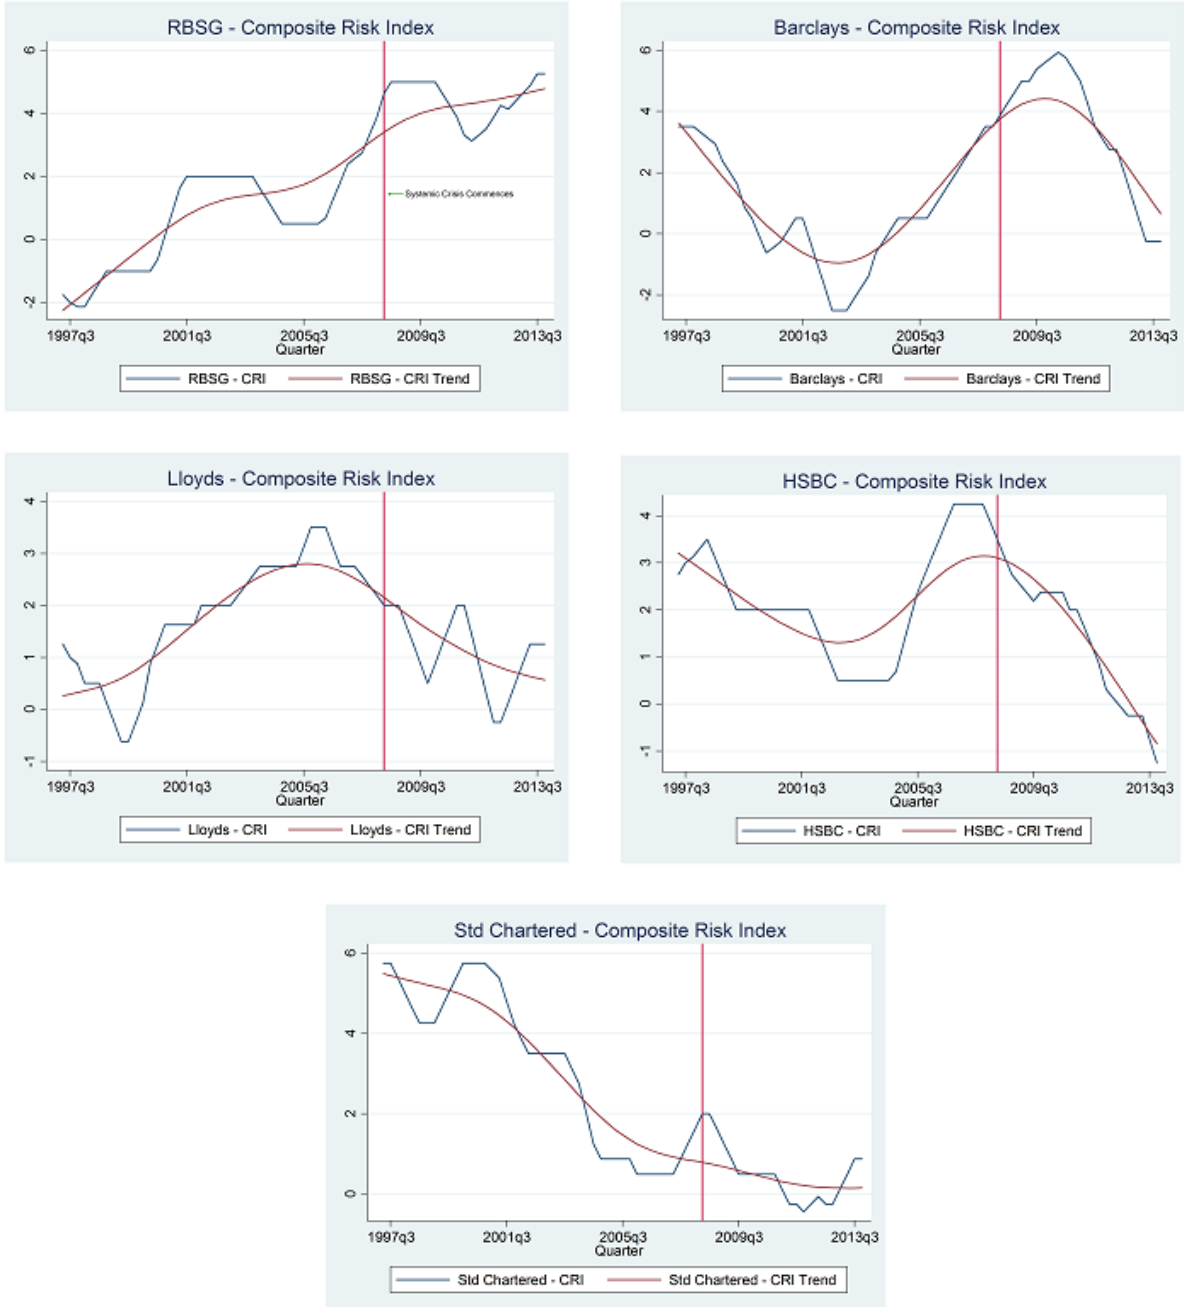 RBSG - Composite Risk Index
6
4
2
0
-2
Systemic Crisis Commences
1997q3 2001q3 2005q3 2009q3 2013q3
Quarter
RBSG - CRI RBSG - CRI Trend
Barclays - Composite Risk Index
6
4
2
0
-2
1997q3 2001q3 2005q3 2009q3 2013q3
Quarter
Barclays - CRI Barclays - CRI Trend
Lloyds - Composite Risk Index
4
3
2
1
0
-1
1997q3 2001q3 2005q3 2009q3 2013q3
Quarter
Lloyds - CRI Lloyds - CRI Trend
HSBC - Composite Risk Index
4
3
2
1
0
-1
1997q3 2001q3 2005q3 2009q3 2013q3
Quarter
HSBC - CRI HSBC - CRI Trend
Std Chartered - Composite Risk Index
6
4
2
0
1997q3 2001q3 2005q3 2009q3 2013q3
Quarter
Std Chartered - CRI Std Chartered - CRI Trend